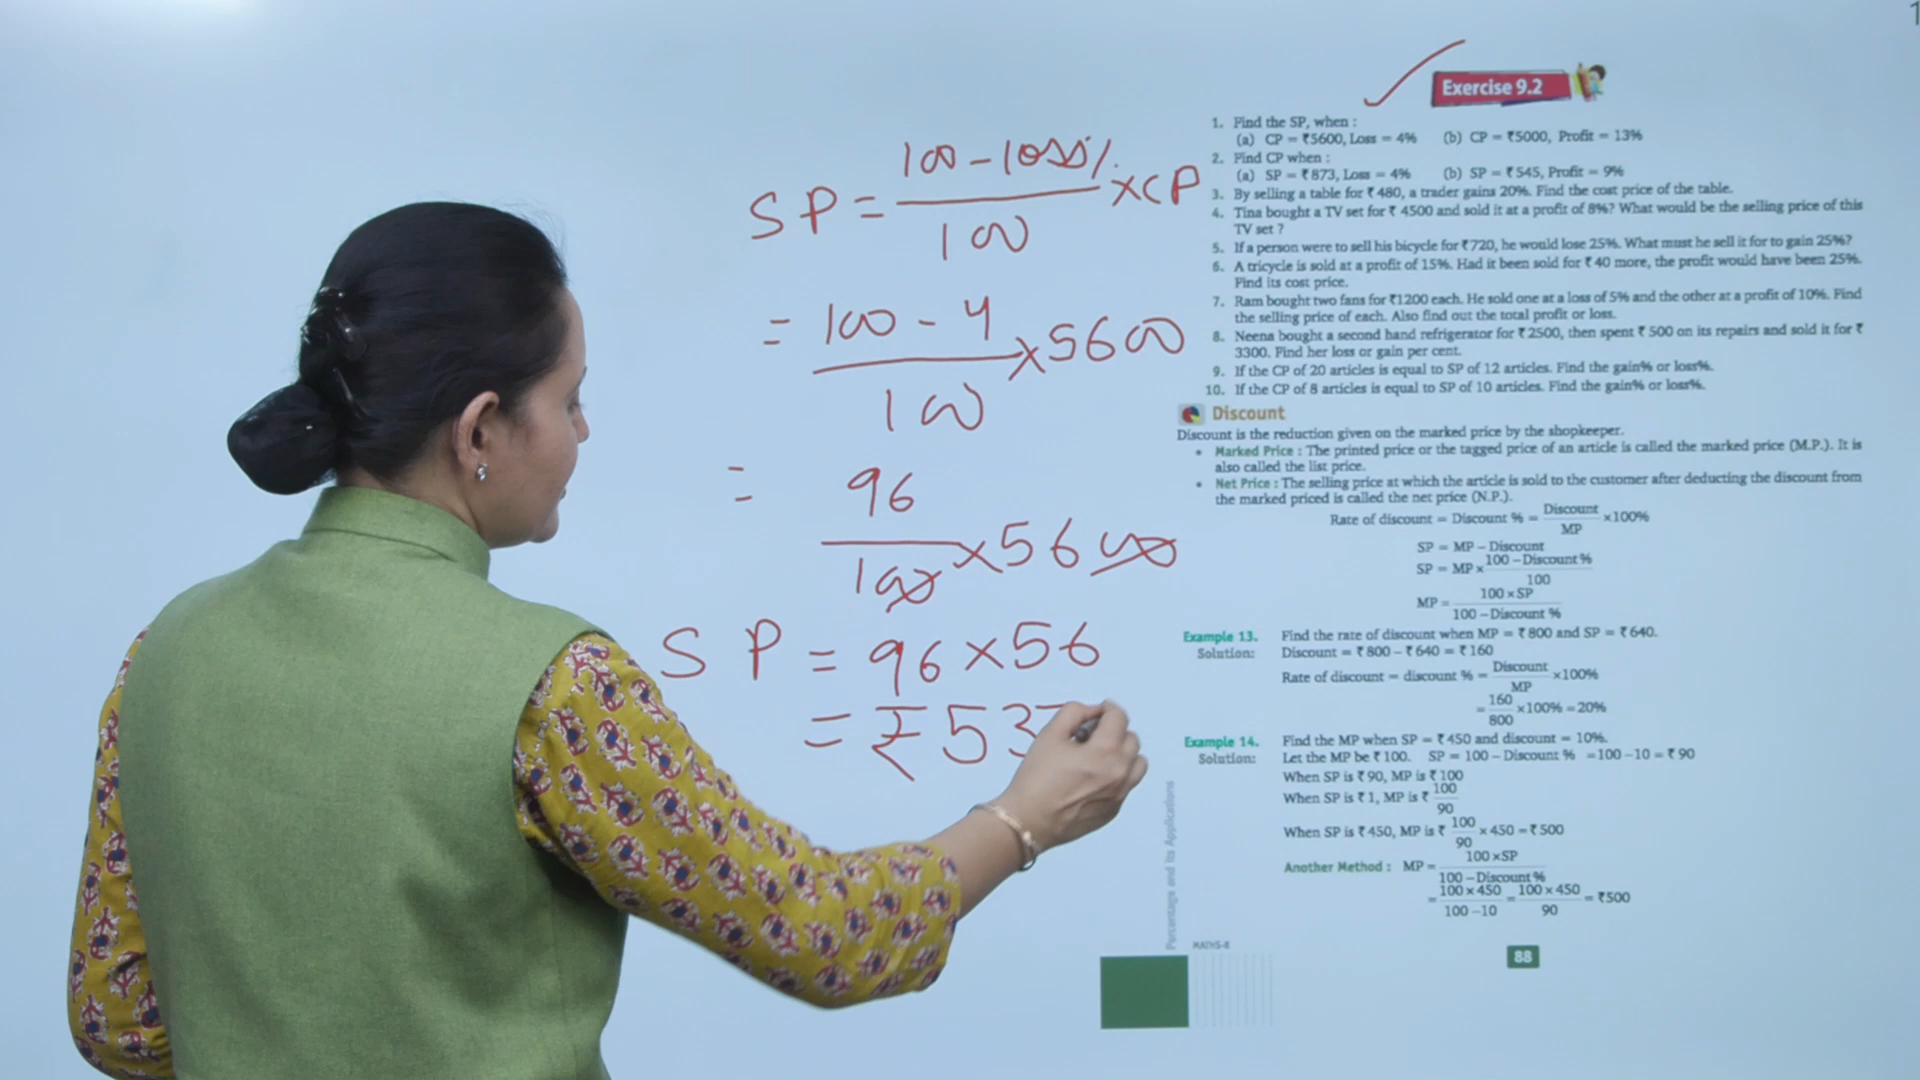 1
SP = 100 - loss% / 100 × CP
= 100 - 4 / 100 × 5600
= 96 / 100 × 5600
SP = 96 × 56
= ₹ 53
Exercise 9.2
1. Find the SP, when :
(a) CP = ₹5600, Loss = 4% (b) CP = ₹5000, Profit = 13%
2. Find CP when :
(a) SP = ₹873, Loss = 4% (b) SP = ₹545, Profit = 9%
3. By selling a table for ₹ 480, a trader gains 20%. Find the cost price of the table.
4. Tina bought a TV set for ₹ 4500 and sold it at a profit of 8%? What would be the selling price of this
TV set ?
5. If a person were to sell his bicycle for ₹720, he would lose 25%. What must he sell it for to gain 25%?
6. A tricycle is sold at a profit of 15%. Had it been sold for ₹ 40 more, the profit would have been 25%.
Find its cost price.
7. Ram bought two fans for ₹1200 each. He sold one at a loss of 5% and the other at a profit of 10%. Find
the selling price of each. Also find out the total profit or loss.
8. Neena bought a second hand refrigerator for ₹ 2500, then spent ₹ 500 on its repairs and sold it for ₹
3300. Find her loss or gain per cent.
9. If the CP of 20 articles is equal to SP of 12 articles. Find the gain% or loss%.
10. If the CP of 8 articles is equal to SP of 10 articles. Find the gain% or loss%.
Discount
Discount is the reduction given on the marked price by the shopkeeper.
• Marked Price : The printed price or the tagged price of an article is called the marked price (M.P.). It is
also called the list price.
• Net Price : The selling price at which the article is sold to the customer after deducting the discount from
the marked priced is called the net price (N.P.).
Rate of discount = Discount % = Discount / MP ×100%
SP = MP – Discount
SP = MP × 100 – Discount % / 100
MP = 100 × SP / 100 – Discount %
Example 13. Find the rate of discount when MP = ₹ 800 and SP = ₹ 640.
Solution: Discount = ₹ 800 – ₹ 640 = ₹ 160
Rate of discount = discount % = Discount / MP ×100%
= 160 / 800 ×100% = 20%
Example 14. Find the MP when SP = ₹ 450 and discount = 10%.
Solution: Let the MP be ₹ 100. SP = 100 – Discount % = 100 – 10 = ₹ 90
When SP is ₹ 90, MP is ₹ 100
When SP is ₹ 1, MP is ₹ 100 / 90
When SP is ₹ 450, MP is ₹ 100 / 90 × 450 = ₹ 500
Another Method : MP = 100 × SP / 100 – Discount %
= 100 × 450 / 100 – 10 = 100 × 450 / 90 = ₹500
Percentage and Its Applications
MATHS-8
88